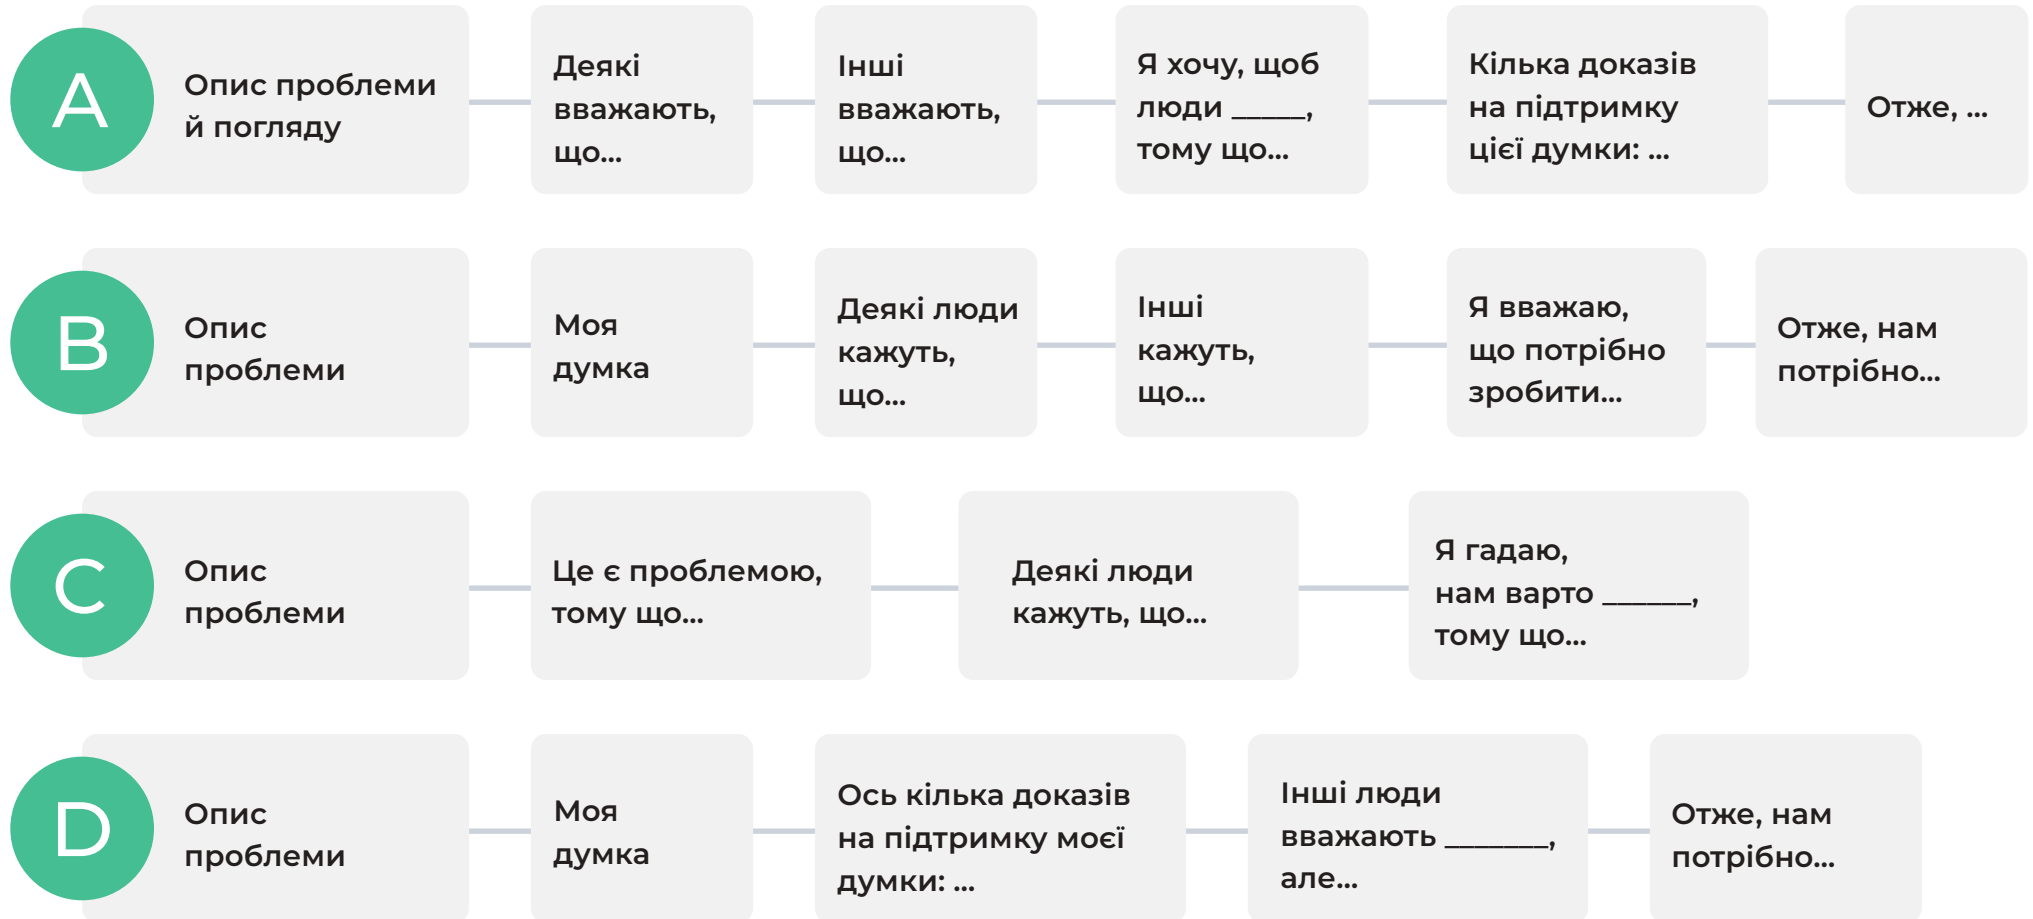 A
Опис проблеми
й погляду
Деякі
вважають,
що...
Інші
вважають,
що...
Я хочу, щоб
люди _____,
тому що...
Кілька доказів
на підтримку
цієї думки: ...
Отже, ...
B
Опис
проблеми
Моя
думка
Деякі люди
кажуть,
що...
Інші
кажуть,
що...
Я вважаю,
що потрібно
зробити...
Отже, нам
потрібно...
C
Опис
проблеми
Це є проблемою,
тому що...
Деякі люди
кажуть, що...
Я гадаю,
нам варто ______,
тому що...
D
Опис
проблеми
Моя
думка
Ось кілька доказів
на підтримку моєї
думки: ...
Інші люди
вважають _______,
але...
Отже, нам
потрібно...